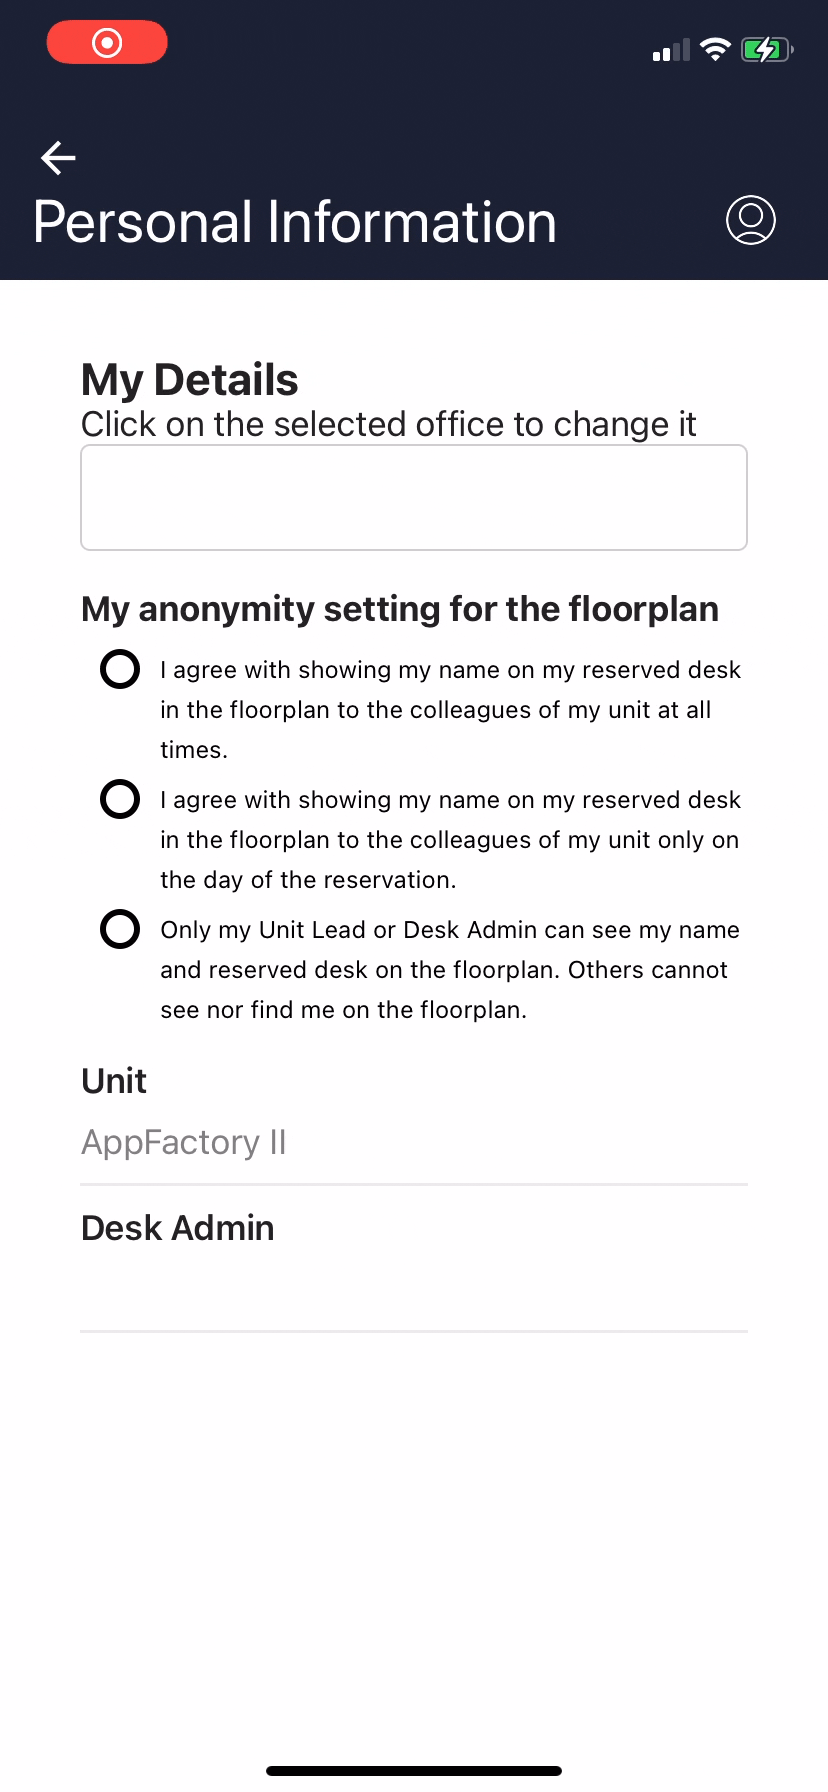 Personal Information
My Details
Click on the selected office to change it
My anonymity setting for the floorplan
I agree with showing my name on my reserved desk
in the floorplan to the colleagues of my unit at all
times.
I agree with showing my name on my reserved desk
in the floorplan to the colleagues of my unit only on
the day of the reservation.
Only my Unit Lead or Desk Admin can see my name
and reserved desk on the floorplan. Others cannot
see nor find me on the floorplan.
Unit
AppFactory II
Desk Admin